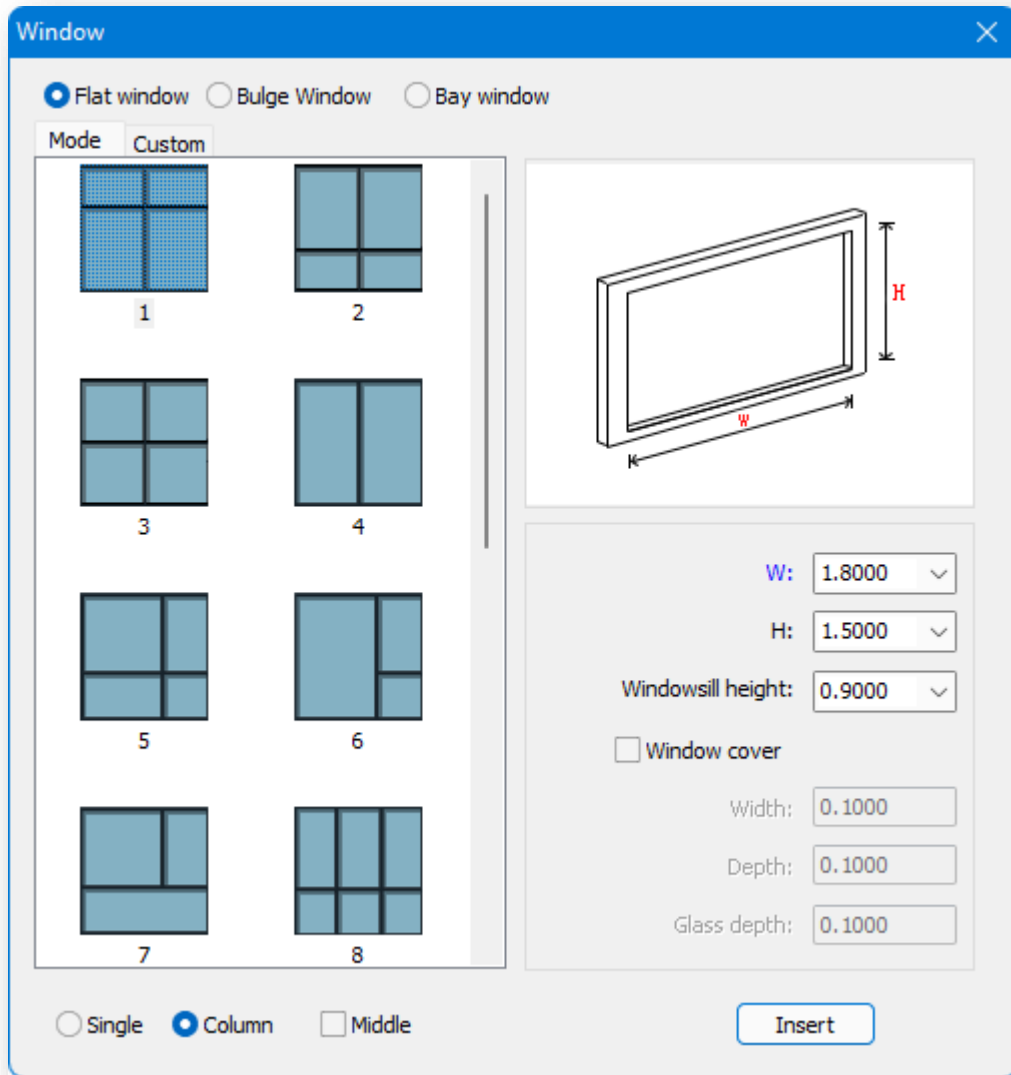 Window
Flat window Bulge Window Bay window
Mode Custom
1 2
3 4
5 6
7 8
H
W
W: 1.8000
H: 1.5000
Windowsill height: 0.9000
Window cover
Width: 0.1000
Depth: 0.1000
Glass depth: 0.1000
Single Column Middle Insert